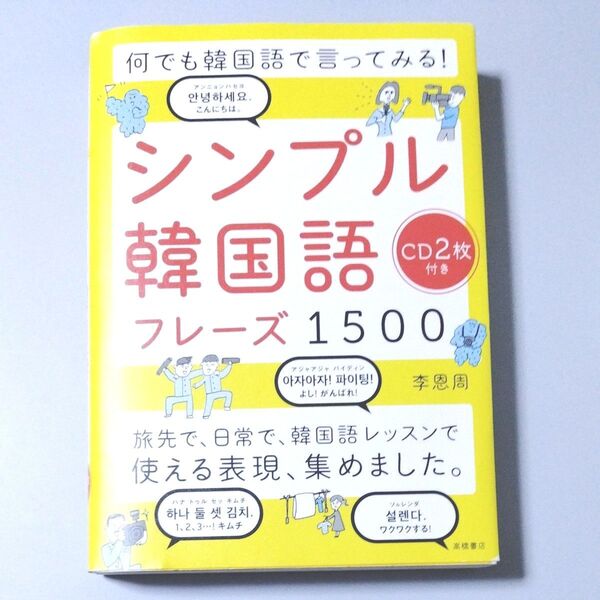 何でも韓国語で言ってみる!
アンニョンハセヨ
안녕하세요.
こんにちは。
シンプル
韓国語
CD2枚
付き
フレーズ 1500
アジャアジャ パイティン
아자아자! 파이팅!
よし! がんばれ!
李恩周
旅先で、日常で、韓国語レッスンで
使える表現、集めました。
ハナ トゥル セッ キムチ
하나 둘 셋 김치.
1、2、3…! キムチ
ソルレンダ
설렌다.
ワクワクする!
高橋書店